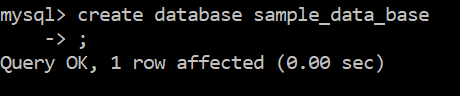 mysql> create database sample_data_base
    -> ;
Query OK, 1 row affected (0.00 sec)